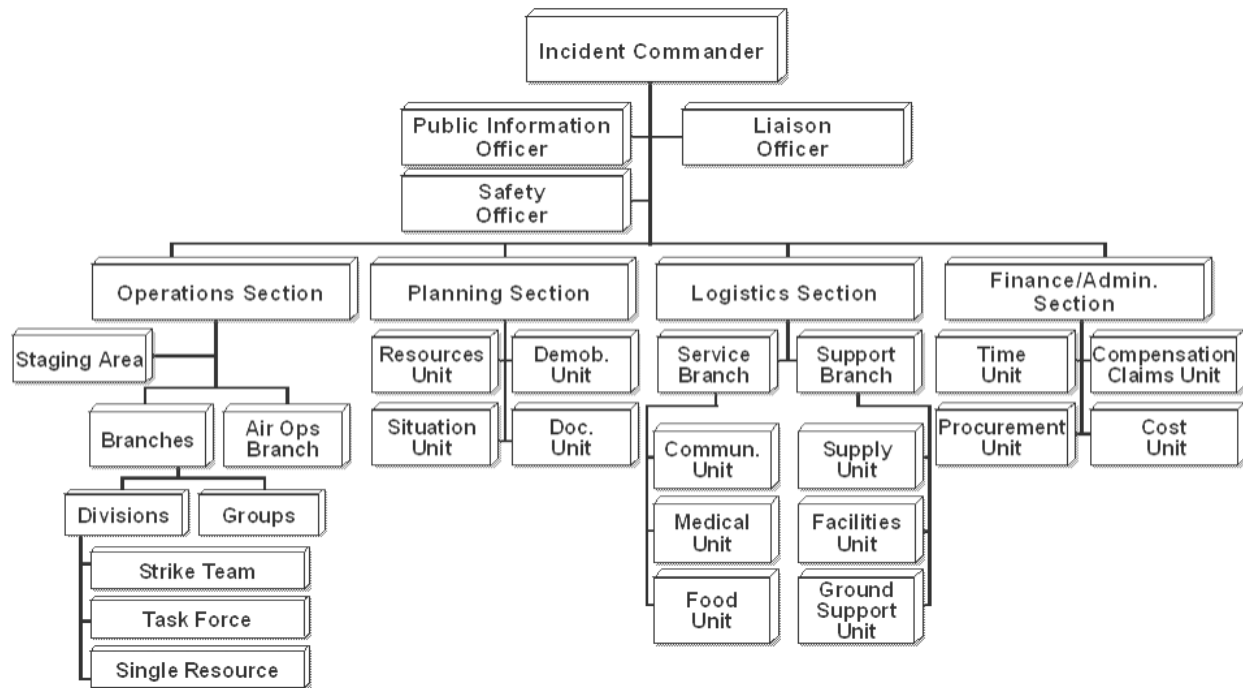 Incident Commander
Public Information
Officer
Liaison
Officer
Safety
Officer
Operations Section
Planning Section
Logistics Section
Finance/Admin.
Section
Staging Area
Resources
Unit
Demob.
Unit
Service
Branch
Support
Branch
Time
Unit
Compensation
Claims Unit
Branches
Air Ops
Branch
Situation
Unit
Doc.
Unit
Procurement
Unit
Cost
Unit
Commun.
Unit
Supply
Unit
Divisions
Groups
Medical
Unit
Facilities
Unit
Strike Team
Task Force
Single Resource
Food
Unit
Ground
Support
Unit